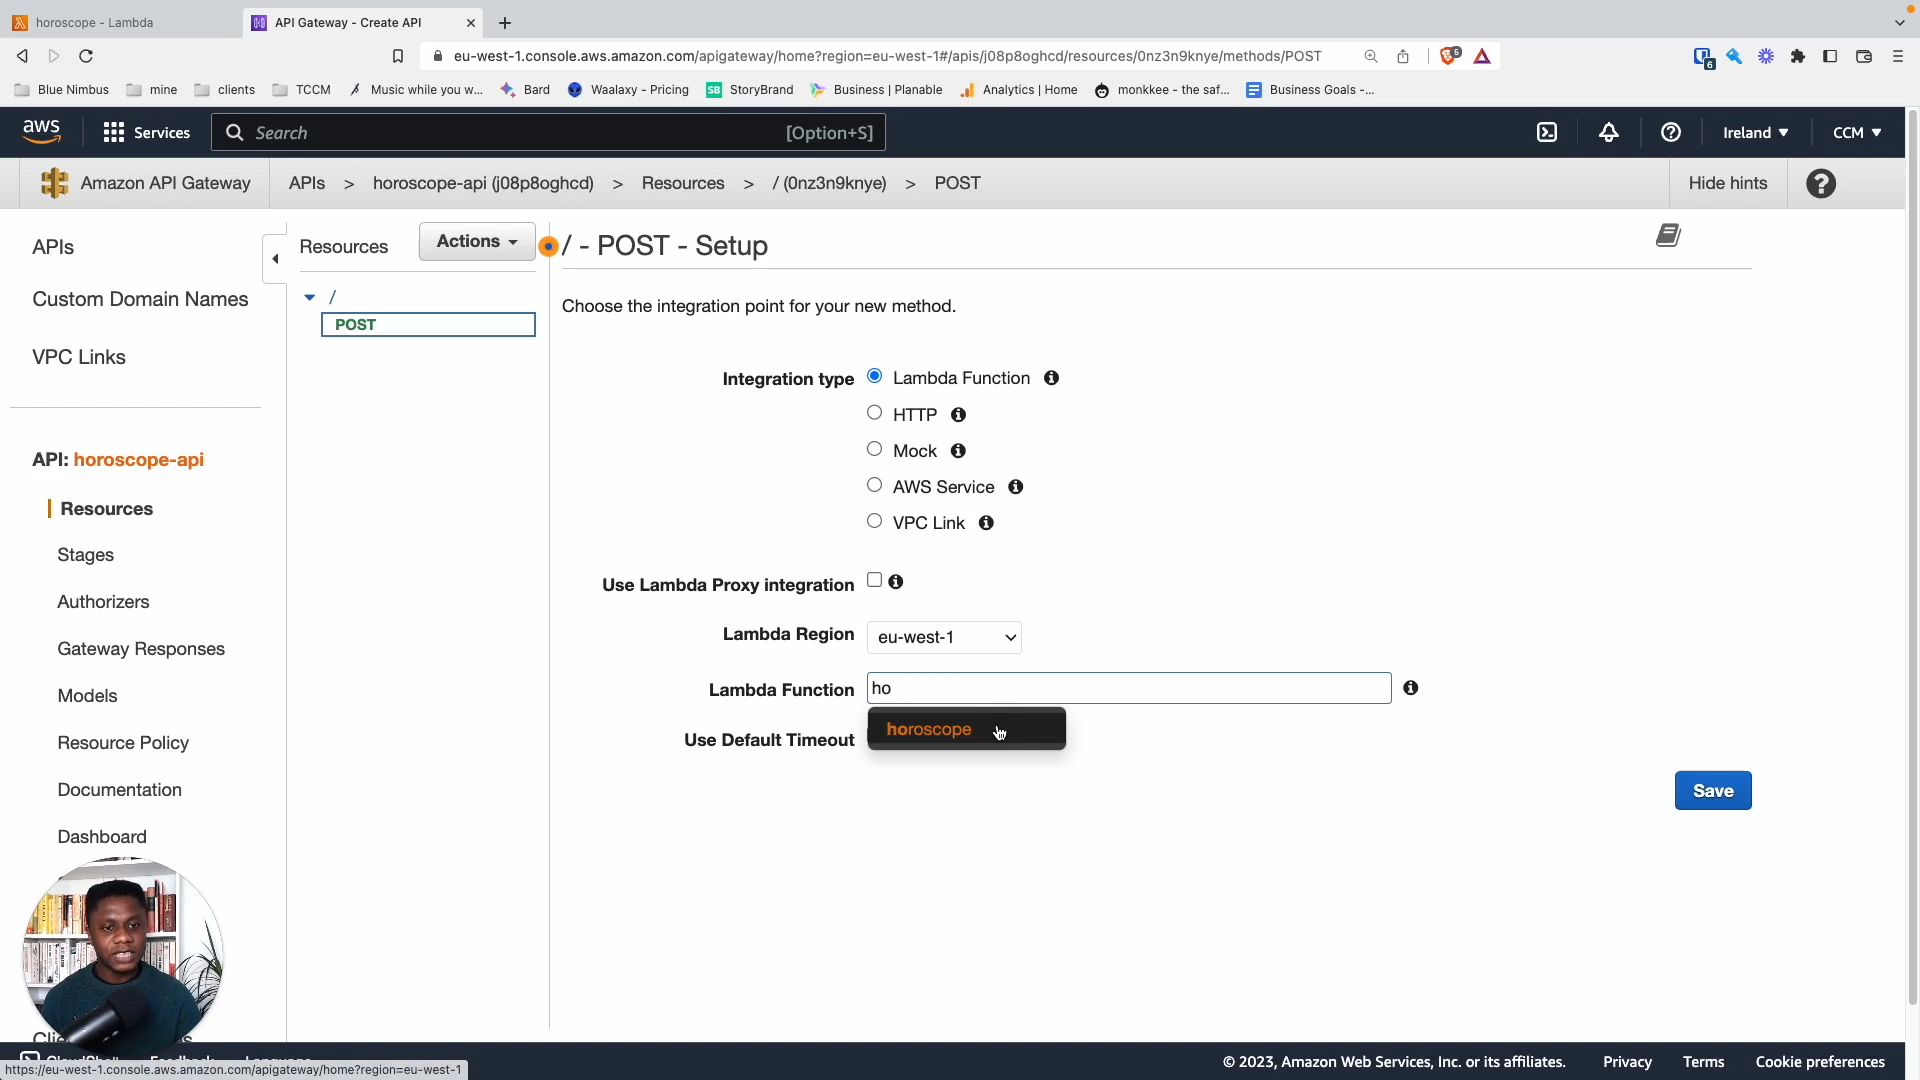 horoscope - Lambda
API Gateway - Create API
eu-west-1.console.aws.amazon.com/apigateway/home?region=eu-west-1#/apis/j08p8oghcd/resources/0nz3n9knye/methods/POST
5
6
Blue Nimbus
mine
clients
TCCM
Music while you w...
Bard
Waalaxy - Pricing
SB StoryBrand
Business | Planable
Analytics | Home
monkkee - the saf...
Business Goals -...
aws
Services
Search
[Option+S]
Ireland
CCM
Amazon API Gateway
APIs > horoscope-api (j08p8oghcd) > Resources > / (0nz3n9knye) > POST
Hide hints
APIs
Custom Domain Names
VPC Links
API: horoscope-api
Resources
Stages
Authorizers
Gateway Responses
Models
Resource Policy
Documentation
Dashboard
Resources
Actions
/
POST
/ - POST - Setup
Choose the integration point for your new method.
Integration type
Lambda Function
HTTP
Mock
AWS Service
VPC Link
Use Lambda Proxy integration
Lambda Region
eu-west-1
Lambda Function
ho
horoscope
Use Default Timeout
Save
https://eu-west-1.console.aws.amazon.com/apigateway/home?region=eu-west-1
© 2023, Amazon Web Services, Inc. or its affiliates.
Privacy
Terms
Cookie preferences